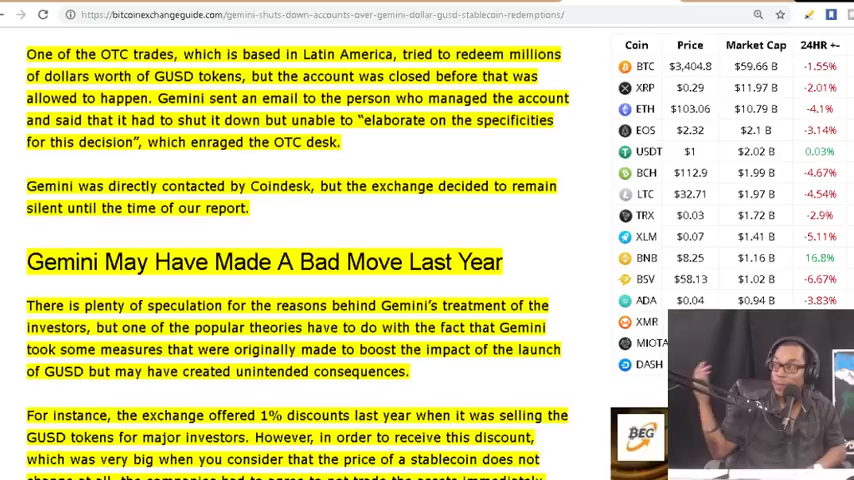 https://bitcoinexchangeguide.com/gemini-shuts-down-accounts-over-gemini-dollar-gusd-stablecoin-redemptions/
One of the OTC trades, which is based in Latin America, tried to redeem millions
of dollars worth of GUSD tokens, but the account was closed before that was
allowed to happen. Gemini sent an email to the person who managed the account
and said that it had to shut it down but unable to “elaborate on the specificities
for this decision”, which enraged the OTC desk.
Gemini was directly contacted by Coindesk, but the exchange decided to remain
silent until the time of our report.
Gemini May Have Made A Bad Move Last Year
There is plenty of speculation for the reasons behind Gemini’s treatment of the
investors, but one of the popular theories have to do with the fact that Gemini
took some measures that were originally made to boost the impact of the launch
of GUSD but may have created unintended consequences.
For instance, the exchange offered 1% discounts last year when it was selling the
GUSD tokens for major investors. However, in order to receive this discount,
which was very big when you consider that the price of a stablecoin does not
change at all, the companies had to agree to not trade the assets immediately
Coin Price Market Cap 24HR +-
BTC $3,404.8 $59.66 B -1.55%
XRP $0.29 $11.97 B -2.01%
ETH $103.06 $10.79 B -4.1%
EOS $2.32 $2.1 B -3.14%
USDT $1 $2.02 B 0.03%
BCH $112.9 $1.99 B -4.67%
LTC $32.71 $1.97 B -4.54%
TRX $0.03 $1.72 B -2.9%
XLM $0.07 $1.41 B -5.11%
BNB $8.25 $1.16 B 16.8%
BSV $58.13 $1.02 B -6.67%
ADA $0.04 $0.94 B -3.83%
XMR
MIOTA
DASH
BEG